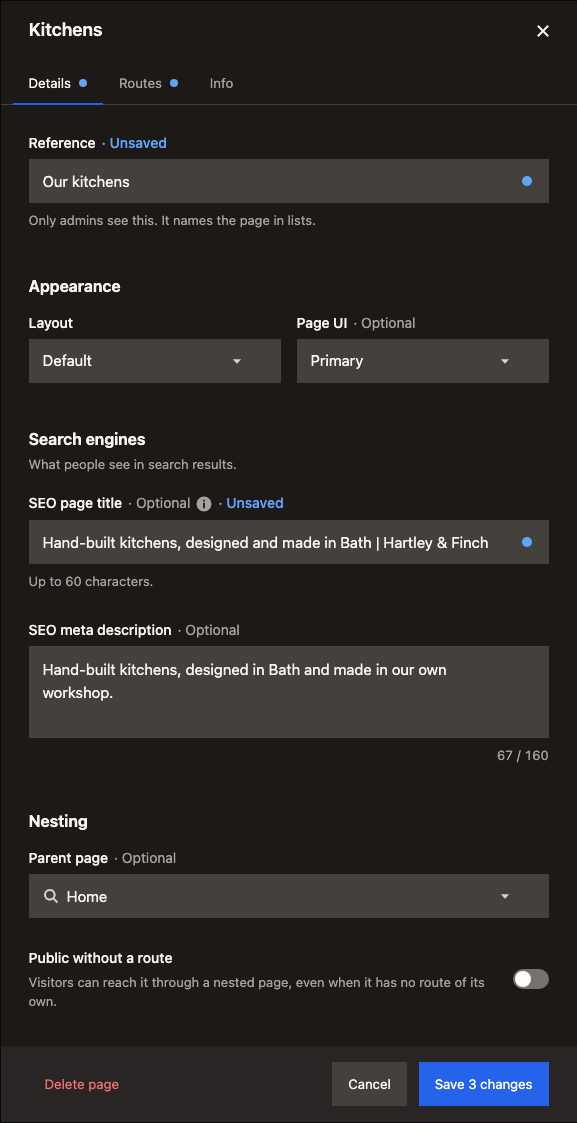 Kitchens
Details
Routes
Info
Reference · Unsaved
Our kitchens
Only admins see this. It names the page in lists.
Appearance
Layout
Page UI · Optional
Default
Primary
Search engines
What people see in search results.
SEO page title · Optional · Unsaved
Hand-built kitchens, designed and made in Bath | Hartley & Finch
Up to 60 characters.
SEO meta description · Optional
Hand-built kitchens, designed in Bath and made in our own
workshop.
67 / 160
Nesting
Parent page · Optional
Home
Public without a route
Visitors can reach it through a nested page, even when it has no route of its
own.
Delete page
Cancel
Save 3 changes